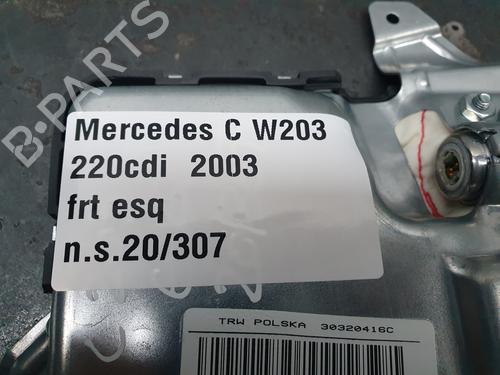 B-PARTS
Mercedes C W203
220cdi 2003
frt esq
n.s.20/307
TRW POLSKA 30320416C